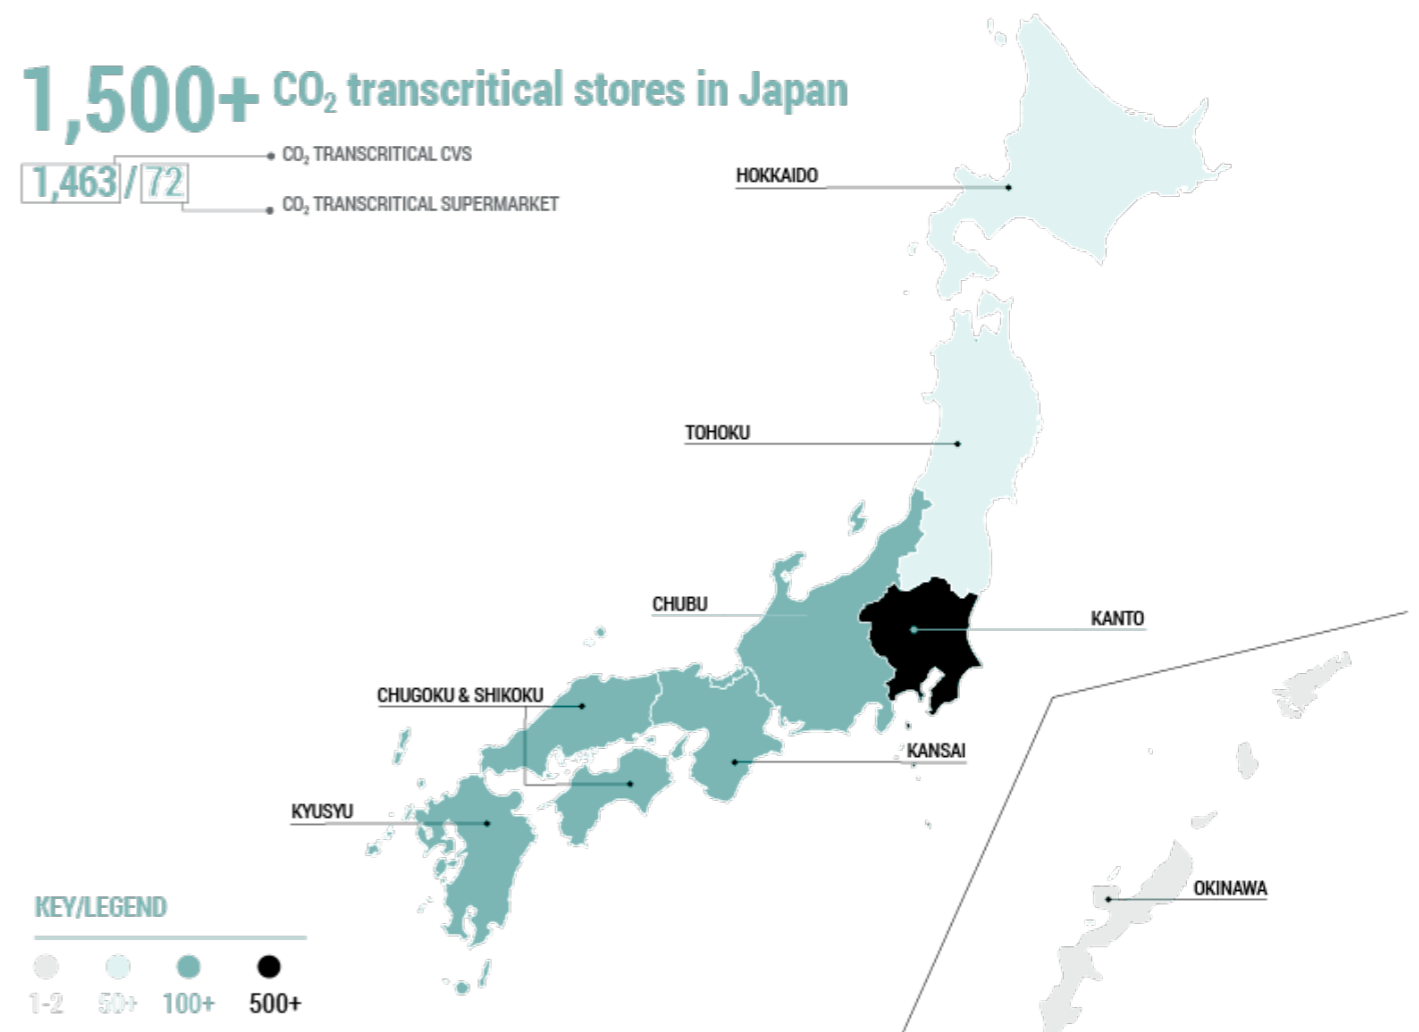 1,500+ CO₂ transcritical stores in Japan
CO₂ TRANSCRITICAL CVS
1,463 / 72
CO₂ TRANSCRITICAL SUPERMARKET
HOKKAIDO
TOHOKU
CHUBU
KANTO
CHUGOKU & SHIKOKU
KANSAI
KYUSYU
OKINAWA
KEY/LEGEND
1-2 50+ 100+ 500+